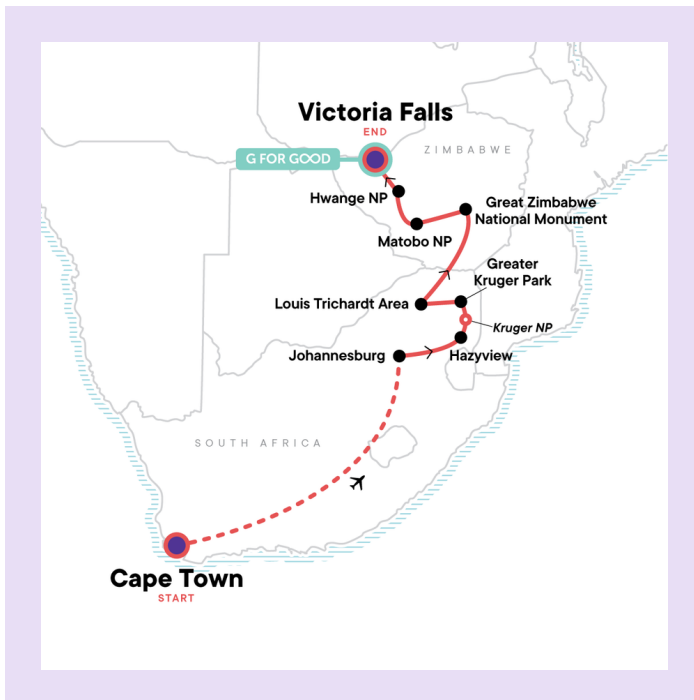 Victoria Falls
END
G FOR GOOD
ZIMBABWE
Hwange NP
Great Zimbabwe
National Monument
Matobo NP
Greater
Kruger Park
Louis Trichardt Area
Kruger NP
Johannesburg
Hazyview
SOUTH AFRICA
Cape Town
START